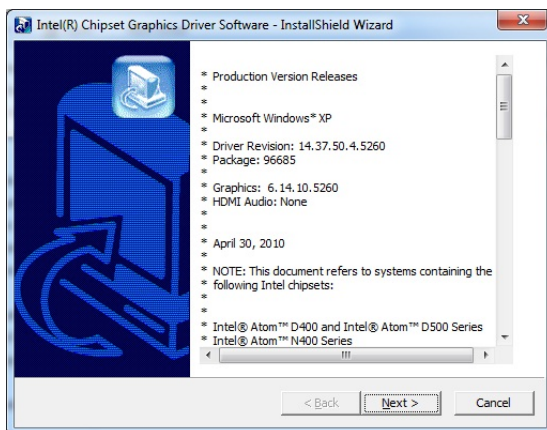 Intel(R) Chipset Graphics Driver Software - InstallShield Wizard
* Production Version Releases
*
*
* Microsoft Windows* XP
*
* Driver Revision: 14.37.50.4.5260
* Package: 96685
*
* Graphics: 6.14.10.5260
* HDMI Audio: None
*
*
* April 30, 2010
*
* NOTE: This document refers to systems containing the
* following Intel chipsets:
*
*
* Intel® Atom™ D400 and Intel® Atom™ D500 Series
* Intel® Atom™ N400 Series
< Back
Next >
Cancel